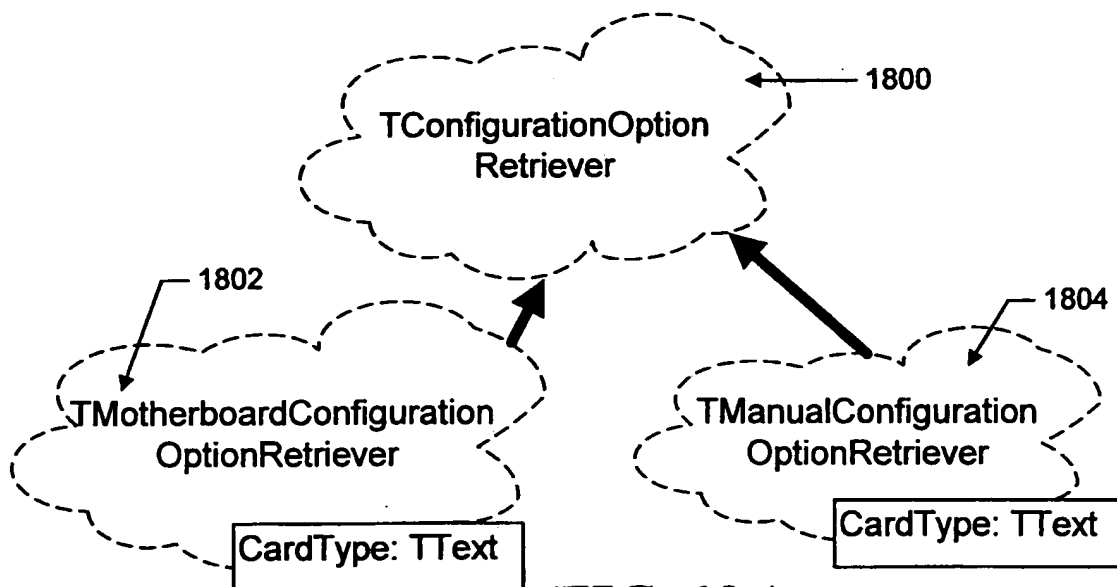 1800
TConfigurationOption
Retriever
1802
1804
TMotherboardConfiguration
OptionRetriever
TManualConfiguration
OptionRetriever
CardType: TText
CardType: TText